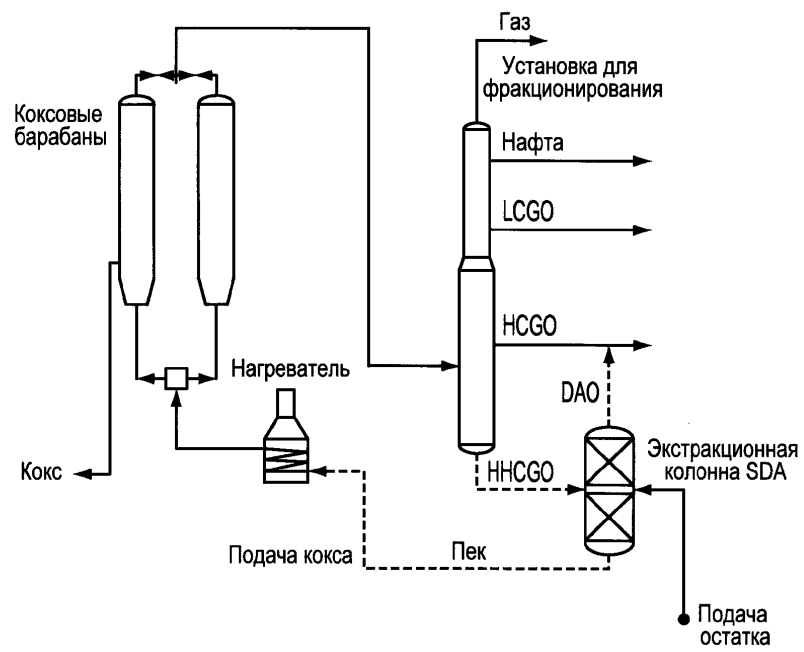 Газ
Установка для
фракционирования
Коксовые
барабаны
Нафта
LCGO
HCGO
Нагреватель
DAO
Экстракционная
колонна SDA
Кокс
HHCGO
Подача кокса
Пек
Подача
остатка